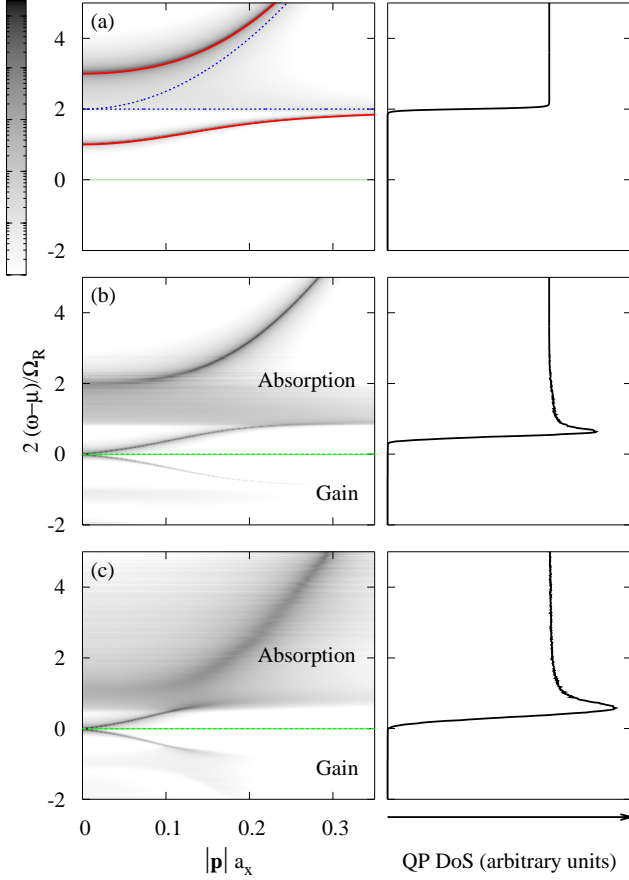 (a)
4
2
0
-2
(b)
4
2
Absorption
0
Gain
-2
2 (ω−μ)/Ω_R
(c)
4
2
Absorption
0
Gain
-2
0 0.1 0.2 0.3
|p| a_x
QP DoS (arbitrary units)